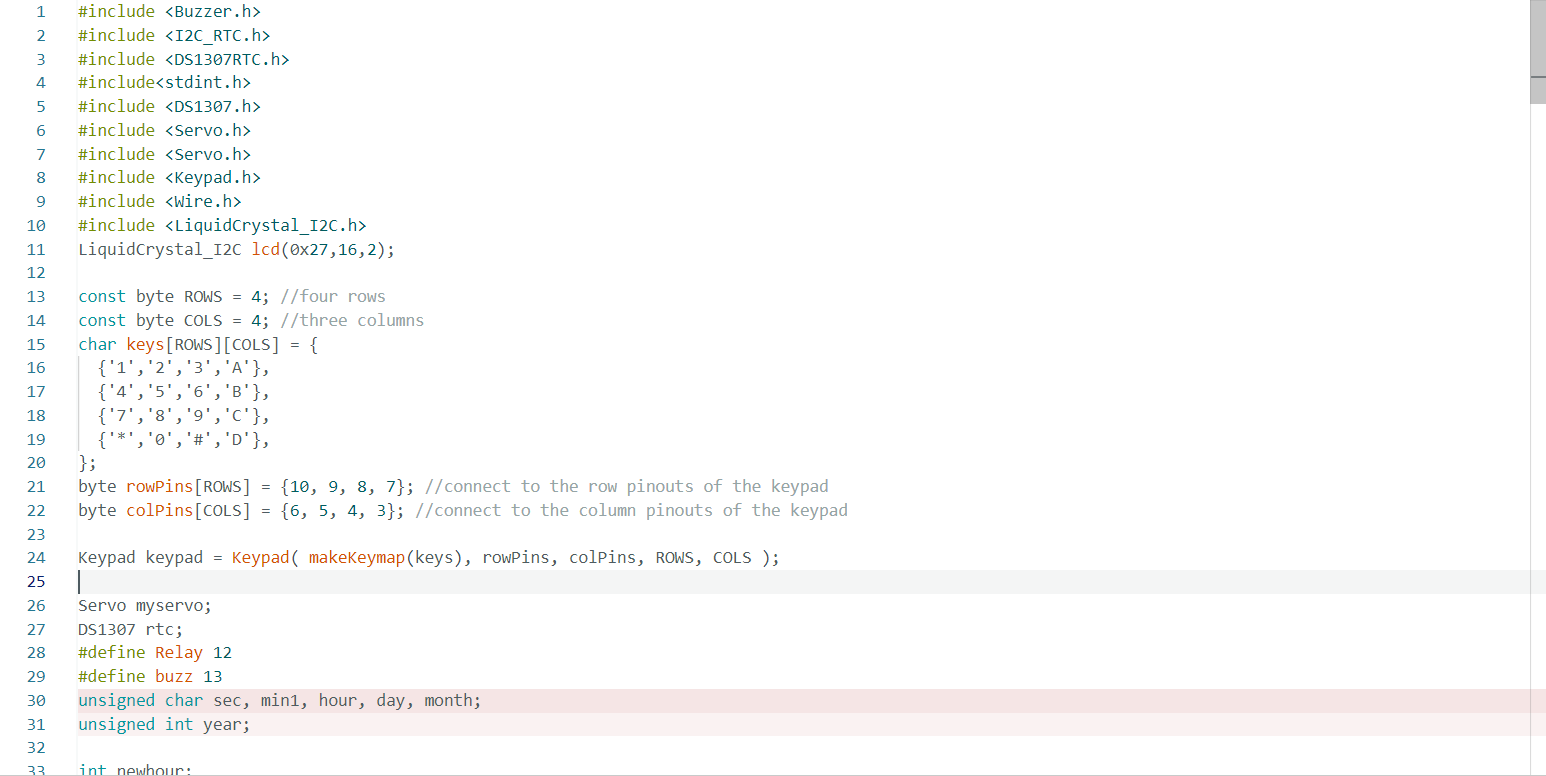 1 #include <Buzzer.h>
2 #include <I2C_RTC.h>
3 #include <DS1307RTC.h>
4 #include<stdint.h>
5 #include <DS1307.h>
6 #include <Servo.h>
7 #include <Servo.h>
8 #include <Keypad.h>
9 #include <Wire.h>
10 #include <LiquidCrystal_I2C.h>
11 LiquidCrystal_I2C lcd(0x27,16,2);
12
13 const byte ROWS = 4; //four rows
14 const byte COLS = 4; //three columns
15 char keys[ROWS][COLS] = {
16   {'1','2','3','A'},
17   {'4','5','6','B'},
18   {'7','8','9','C'},
19   {'*','0','#','D'},
20 };
21 byte rowPins[ROWS] = {10, 9, 8, 7}; //connect to the row pinouts of the keypad
22 byte colPins[COLS] = {6, 5, 4, 3}; //connect to the column pinouts of the keypad
23
24 Keypad keypad = Keypad( makeKeymap(keys), rowPins, colPins, ROWS, COLS );
25
26 Servo myservo;
27 DS1307 rtc;
28 #define Relay 12
29 #define buzz 13
30 unsigned char sec, min1, hour, day, month;
31 unsigned int year;
32
33 int newhour;